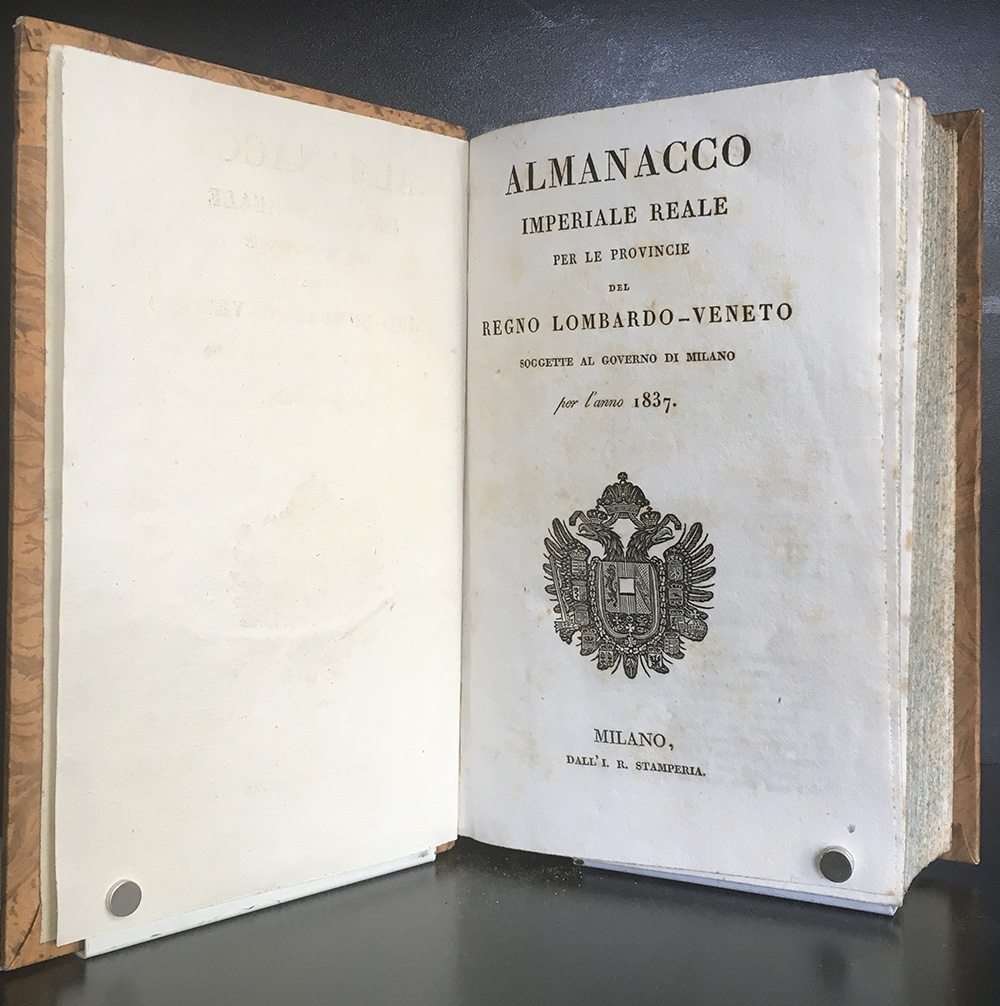 ALMANACCO
IMPERIALE REALE
PER LE PROVINCIE
DEL
REGNO LOMBARDO-VENETO
SOGGETTE AL GOVERNO DI MILANO
per l'anno 1837.
MILANO,
DALL' I. R. STAMPERIA.